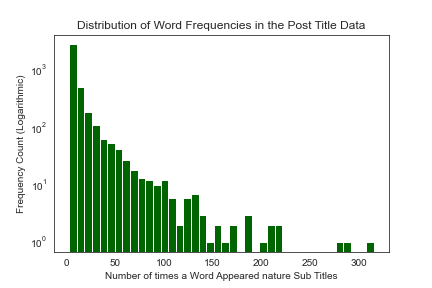 Distribution of Word Frequencies in the Post Title Data
Frequency Count (Logarithmic)
10³
10²
10¹
10⁰
0 50 100 150 200 250 300
Number of times a Word Appeared nature Sub Titles